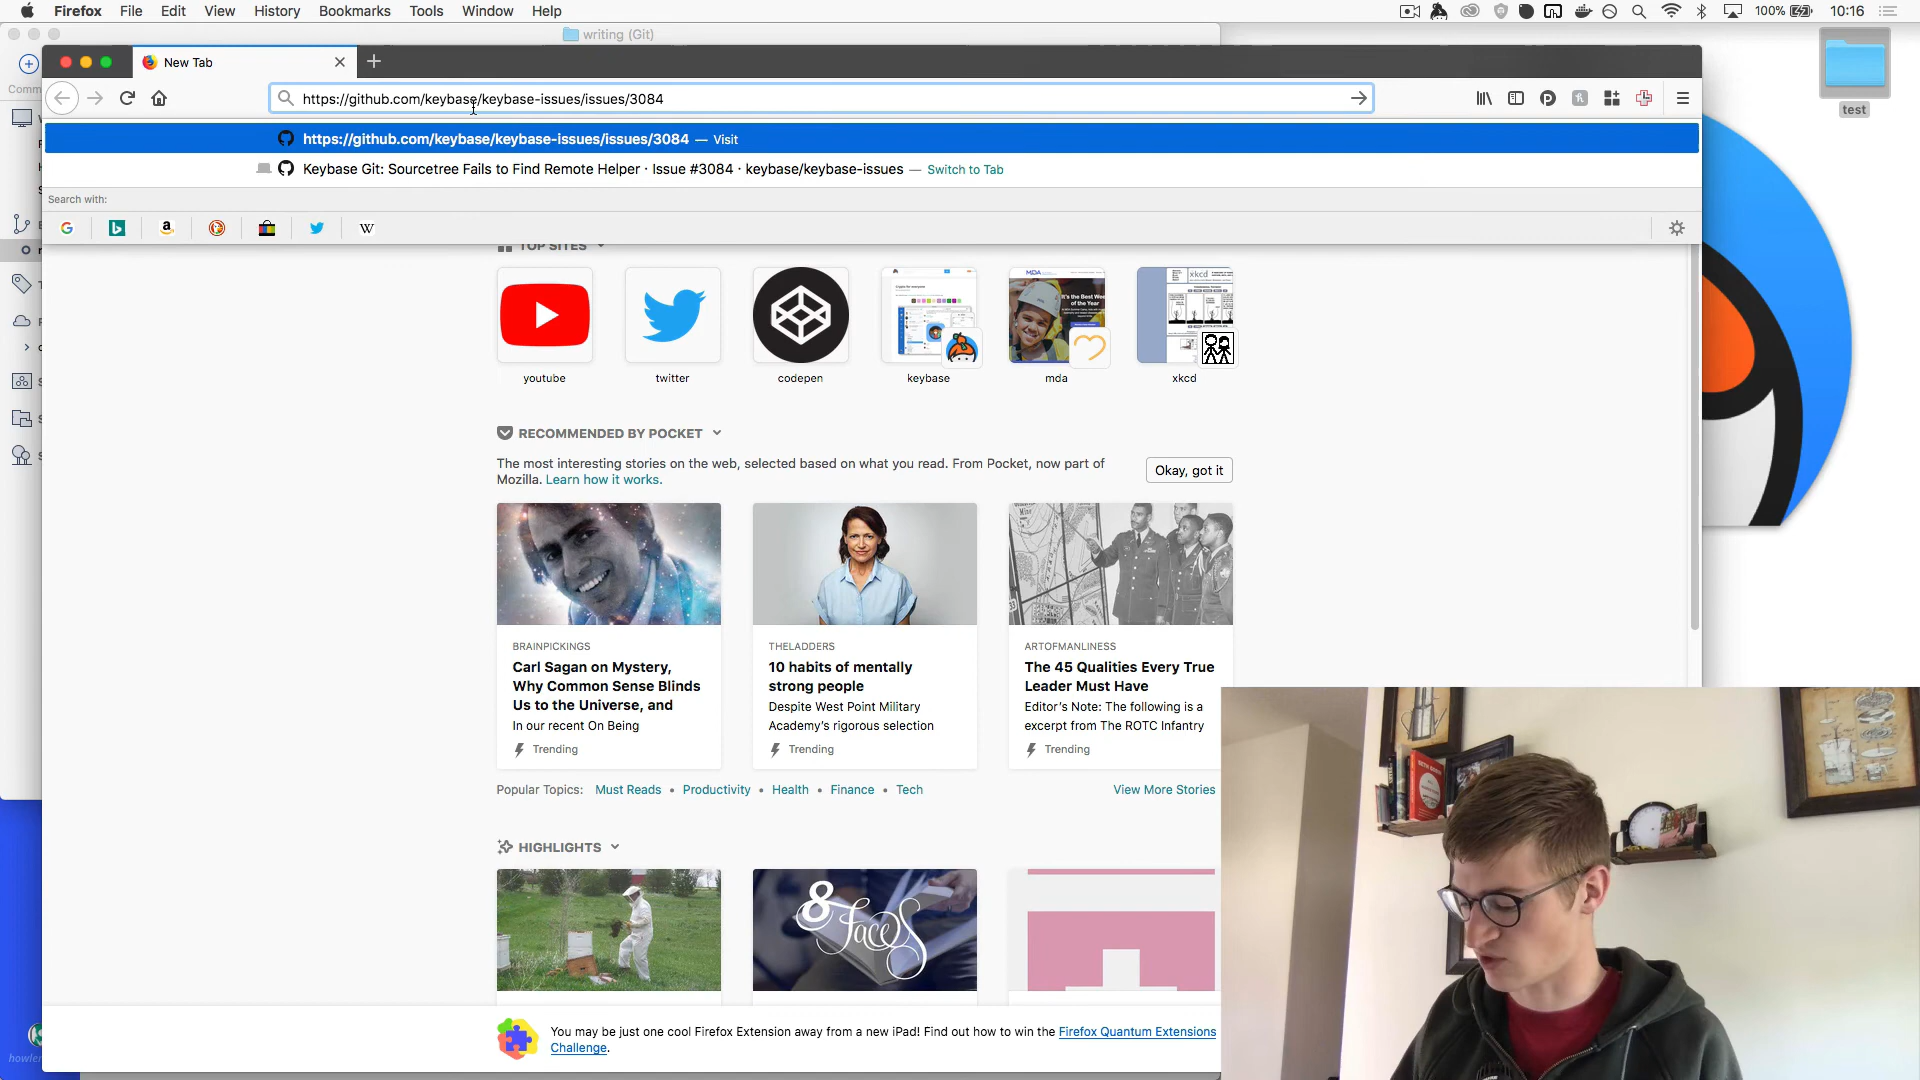 Firefox File Edit View History Bookmarks Tools Window Help
100% 10:16
writing (Git)
New Tab
test
https://github.com/keybase/keybase-issues/issues/3084
https://github.com/keybase/keybase-issues/issues/3084 — Visit
Keybase Git: Sourcetree Fails to Find Remote Helper · Issue #3084 · keybase/keybase-issues — Switch to Tab
Search with:
TOP SITES
youtube twitter codepen keybase mda xkcd
RECOMMENDED BY POCKET
The most interesting stories on the web, selected based on what you read. From Pocket, now part of
Mozilla. Learn how it works.
Okay, got it
BRAINPICKINGS
Carl Sagan on Mystery,
Why Common Sense Blinds
Us to the Universe, and
In our recent On Being
Trending
THELADDERS
10 habits of mentally
strong people
Despite West Point Military
Academy's rigorous selection
Trending
ARTOFMANLINESS
The 45 Qualities Every True
Leader Must Have
Editor's Note: The following is a
excerpt from The ROTC Infantry
Trending
Popular Topics: Must Reads • Productivity • Health • Finance • Tech
View More Stories
HIGHLIGHTS
8 Faces
You may be just one cool Firefox Extension away from a new iPad! Find out how to win the Firefox Quantum Extensions
Challenge.